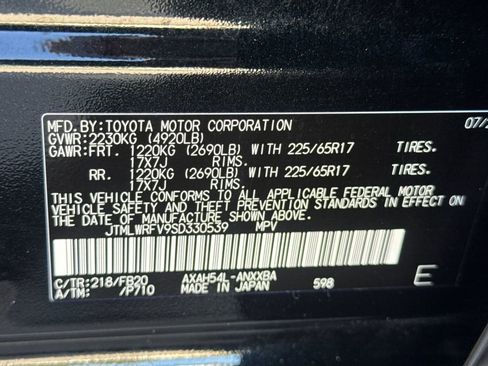 MFD.BY:TOYOTA MOTOR CORPORATION 07/2
GVWR:2230KG (4920LB)
GAWR:FRT. 1220KG (2690LB) WITH 225/65R17 TIRES.
17X7J RIMS.
RR. 1220KG (2690LB) WITH 225/65R17 TIRES.
17X7J RIMS.
THIS VEHICLE CONFORMS TO ALL APPLICABLE FEDERAL MOTOR
VEHICLE SAFETY AND THEFT PREVENTION STANDARDS IN EFFECT ON
THE DATE OF MANUFACTURE SHOWN ABOVE.
JTMLWRFV9SD330539 MPV
C/TR:218/FB20 AXAH54L-ANXXBA
A/TM: /P710 MADE IN JAPAN 598 E